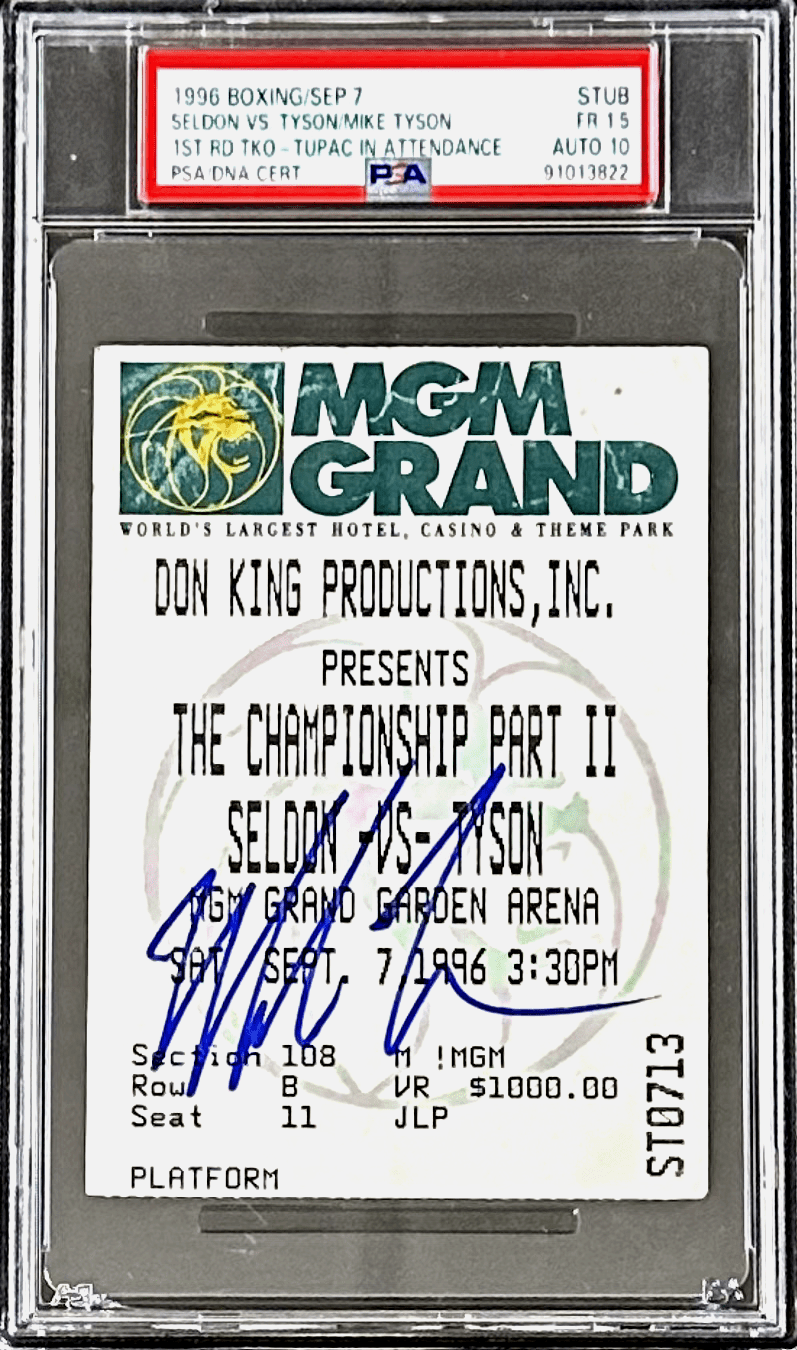 1996 BOXING/SEP 7 STUB
SELDON VS TYSON/MIKE TYSON FR 1.5
1ST RD TKO - TUPAC IN ATTENDANCE AUTO 10
PSA/DNA CERT PSA 91013822
MGM
GRAND
WORLD'S LARGEST HOTEL, CASINO & THEME PARK
DON KING PRODUCTIONS,INC.
PRESENTS
THE CHAMPIONSHIP PART II
SELDON -VS- TYSON
MGM GRAND GARDEN ARENA
SAT SEPT. 7,1996 3:30PM
Section 108 M !MGM
Row B VR $1000.00
Seat 11 JLP
PLATFORM
ST0713